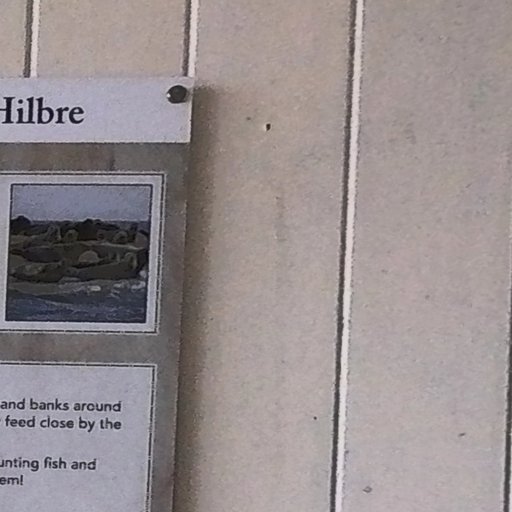 Hilbre
and banks around
feed close by the
unting fish and
em!